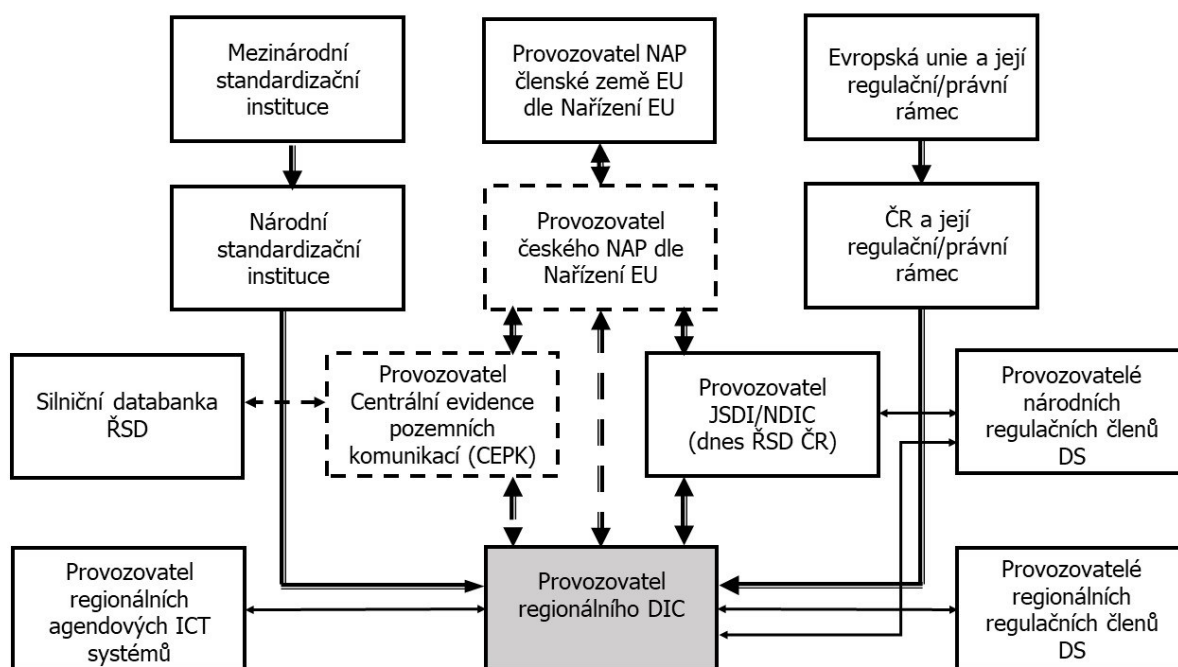 Mezinárodní
standardizační
instituce
Provozovatel NAP
členské země EU
dle Nařízení EU
Evropská unie a její
regulační/právní
rámec
Národní
standardizační
instituce
Provozovatel
českého NAP dle
Nařízení EU
ČR a její
regulační/právní
rámec
Silniční databanka
ŘSD
Provozovatel
Centrální evidence
pozemních
komunikací (CEPK)
Provozovatel
JSDI/NDIC
(dnes ŘSD ČR)
Provozovatelé
národních
regulačních členů
DS
Provozovatel
regionálních
agendových ICT
systémů
Provozovatel
regionálního DIC
Provozovatelé
regionálních
regulačních členů
DS